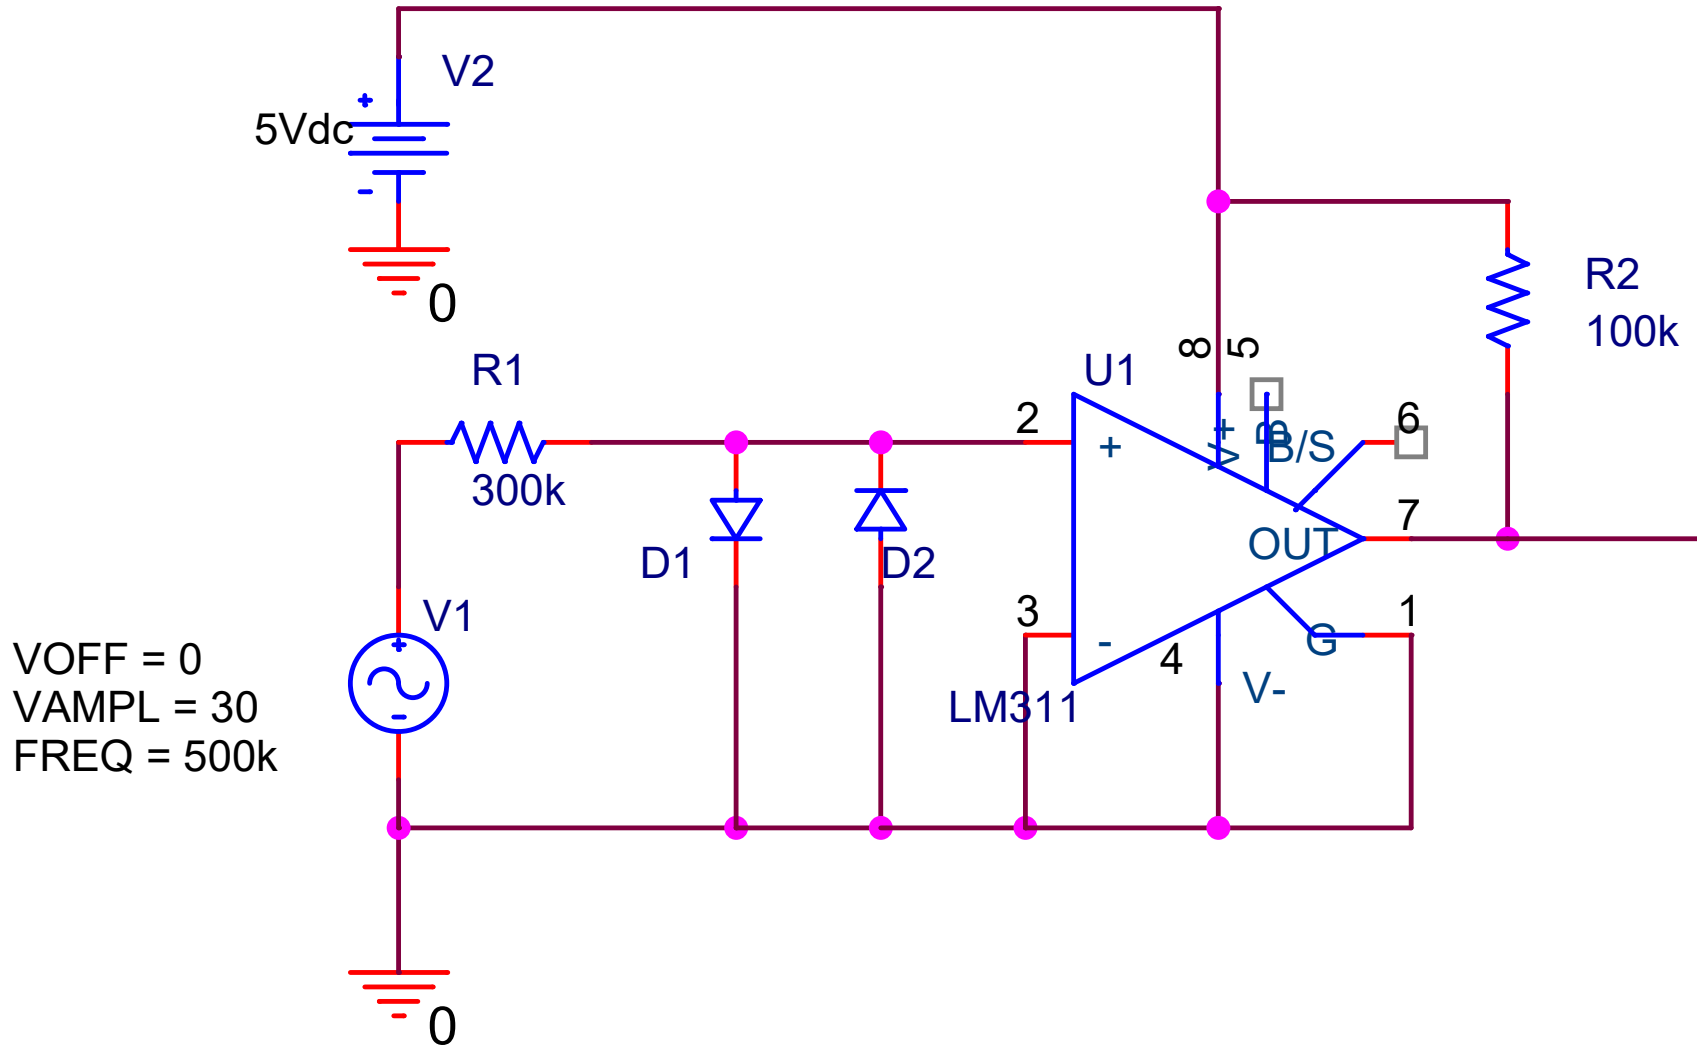 V2
+
5Vdc
-
0
R1
300k
R2
100k
8
5
U1
2
+
V+
B
B/S
6
7
OUT
D1
D2
3
-
4
1
G
V-
LM311
V1
+
-
VOFF = 0
VAMPL = 30
FREQ = 500k
0